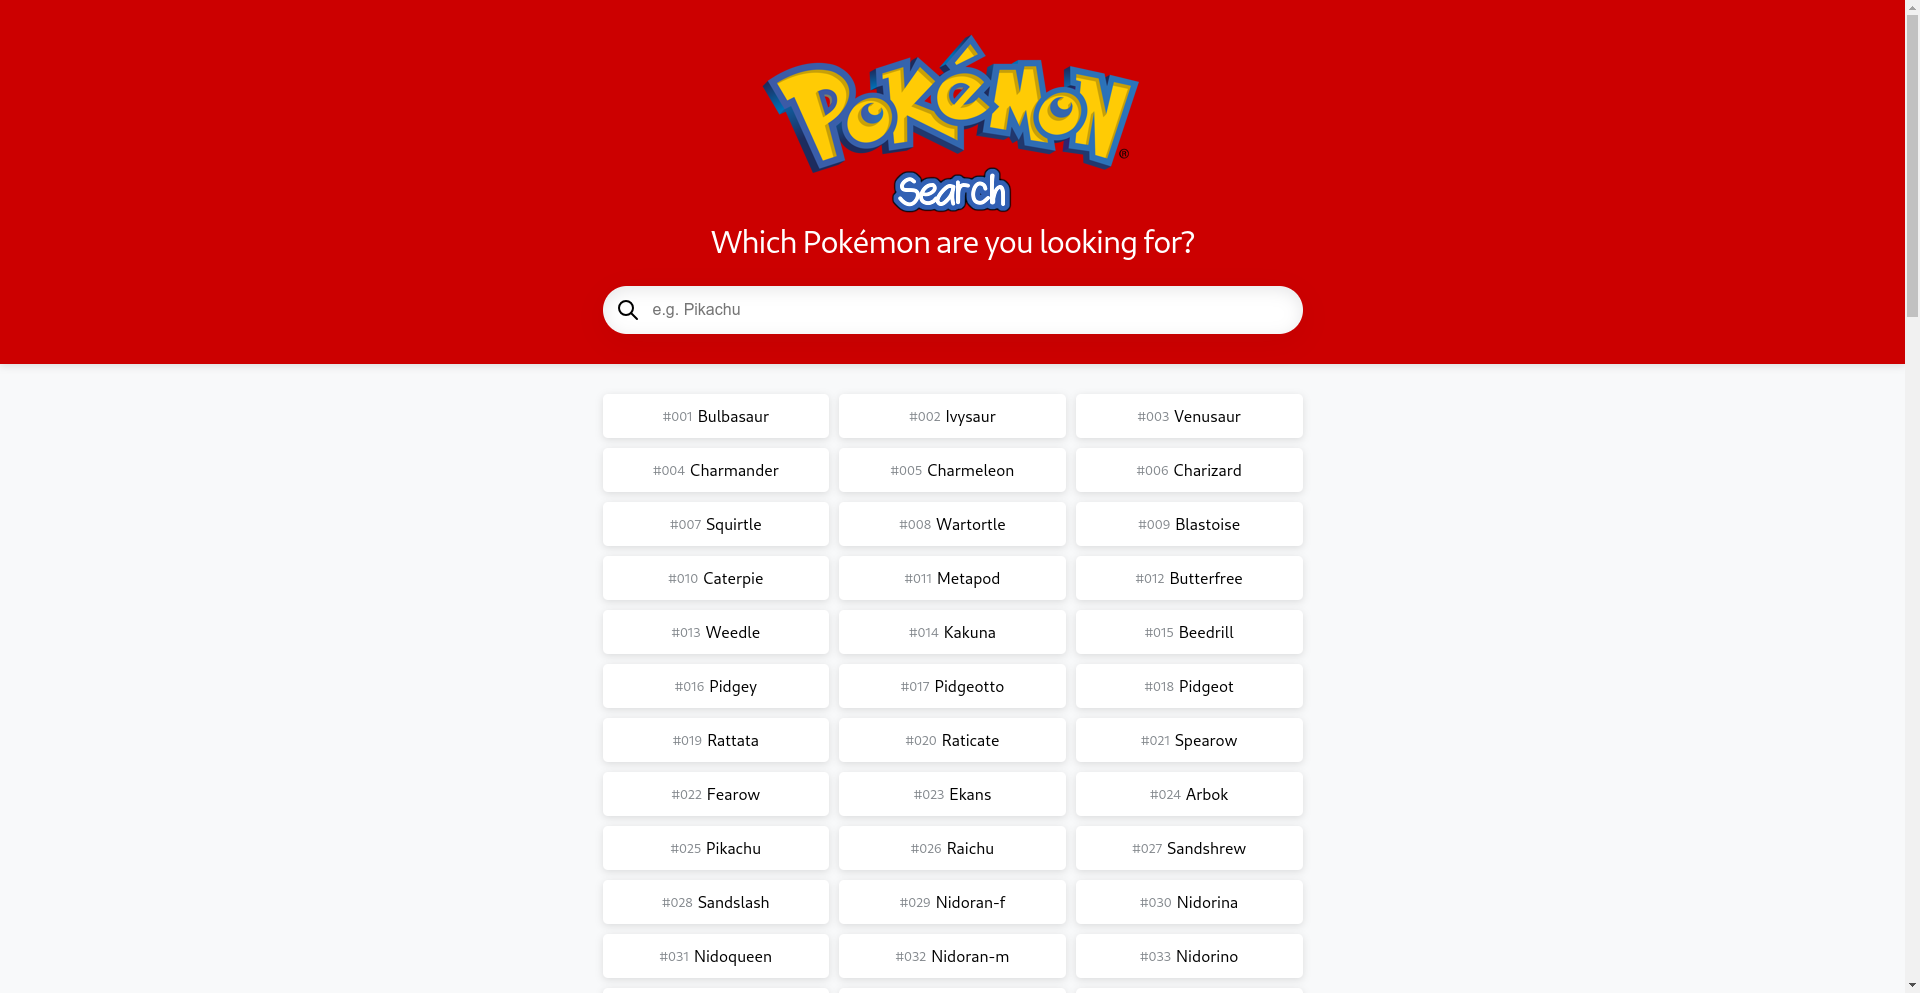 POKéMON
®
Search
Which Pokémon are you looking for?
e.g. Pikachu
#001 Bulbasaur
#002 Ivysaur
#003 Venusaur
#004 Charmander
#005 Charmeleon
#006 Charizard
#007 Squirtle
#008 Wartortle
#009 Blastoise
#010 Caterpie
#011 Metapod
#012 Butterfree
#013 Weedle
#014 Kakuna
#015 Beedrill
#016 Pidgey
#017 Pidgeotto
#018 Pidgeot
#019 Rattata
#020 Raticate
#021 Spearow
#022 Fearow
#023 Ekans
#024 Arbok
#025 Pikachu
#026 Raichu
#027 Sandshrew
#028 Sandslash
#029 Nidoran-f
#030 Nidorina
#031 Nidoqueen
#032 Nidoran-m
#033 Nidorino